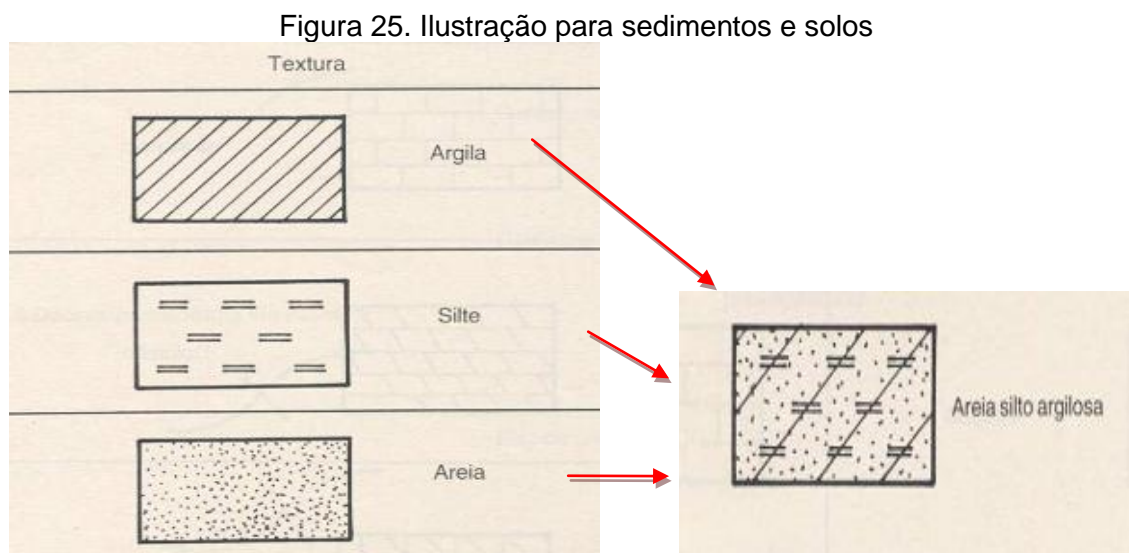 Figura 25. Ilustração para sedimentos e solos
Textura
Argila
Silte
Areia
Areia silto argilosa